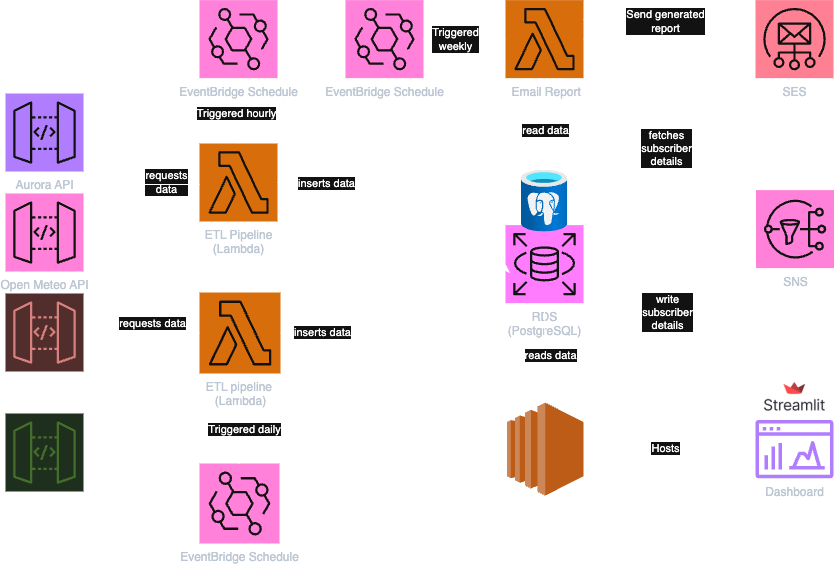 Triggered
weekly
Send generated
report
EventBridge Schedule
EventBridge Schedule
Email Report
SES
Triggered hourly
Aurora API
requests
data
inserts data
read data
fetches
subscriber
details
ETL Pipeline
(Lambda)
Open Meteo API
RDS
(PostgreSQL)
SNS
requests data
inserts data
write
subscriber
details
reads data
ETL pipeline
(Lambda)
Triggered daily
Streamlit
Hosts
Dashboard
EventBridge Schedule